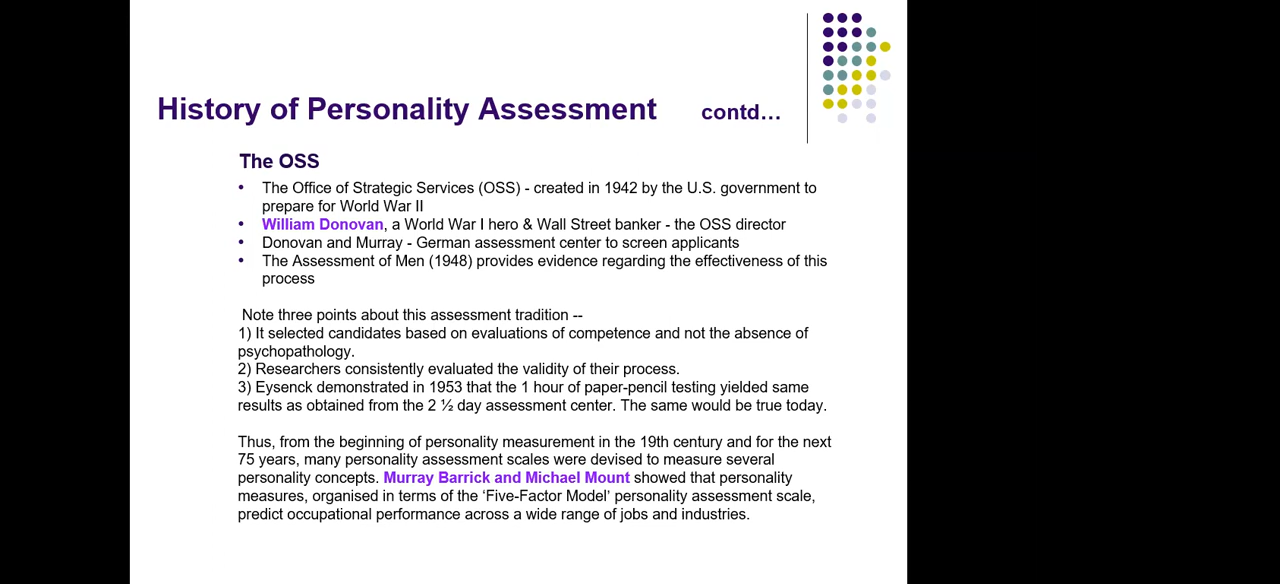 History of Personality Assessment contd…
The OSS
• The Office of Strategic Services (OSS) - created in 1942 by the U.S. government to
prepare for World War II
• William Donovan, a World War I hero & Wall Street banker - the OSS director
• Donovan and Murray - German assessment center to screen applicants
• The Assessment of Men (1948) provides evidence regarding the effectiveness of this
process
Note three points about this assessment tradition --
1) It selected candidates based on evaluations of competence and not the absence of
psychopathology.
2) Researchers consistently evaluated the validity of their process.
3) Eysenck demonstrated in 1953 that the 1 hour of paper-pencil testing yielded same
results as obtained from the 2 ½ day assessment center. The same would be true today.
Thus, from the beginning of personality measurement in the 19th century and for the next
75 years, many personality assessment scales were devised to measure several
personality concepts. Murray Barrick and Michael Mount showed that personality
measures, organised in terms of the ‘Five-Factor Model’ personality assessment scale,
predict occupational performance across a wide range of jobs and industries.